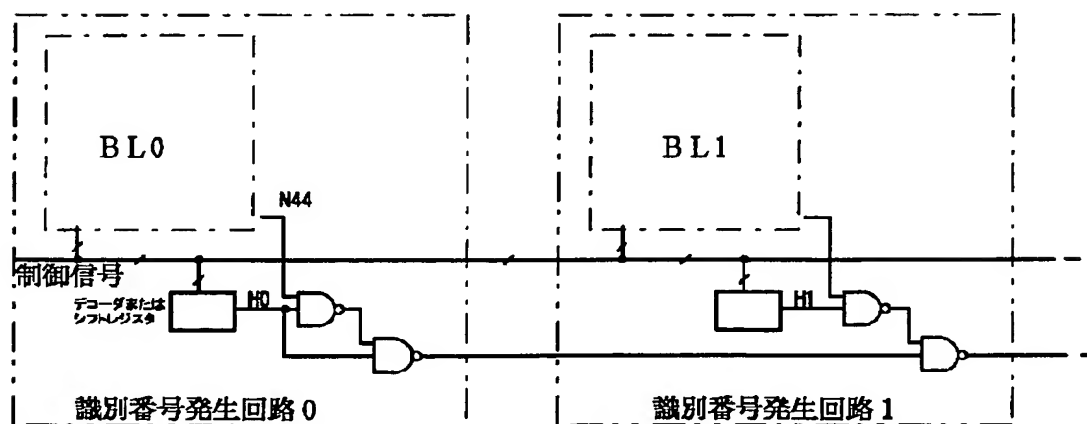 BL0
BL1
N44
制御信号
デコーダまたは
シフトレジスタ
H0
H1
識別番号発生回路0
識別番号発生回路1